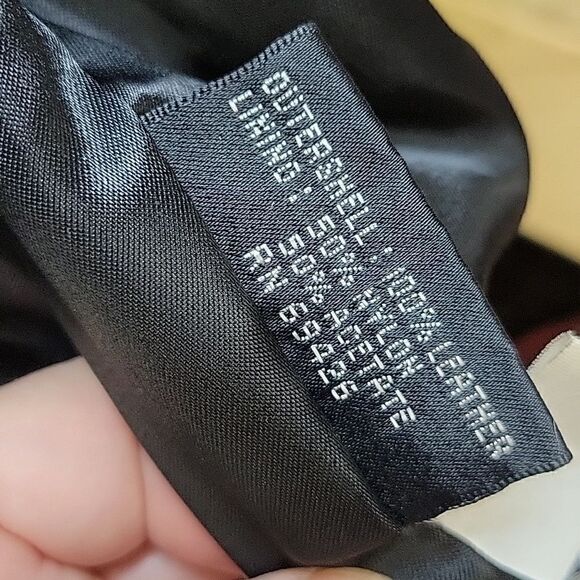 OUTERSHELL: 100% LEATHER
LINING: 50% NYLON
50% ACETATE
RN 69426